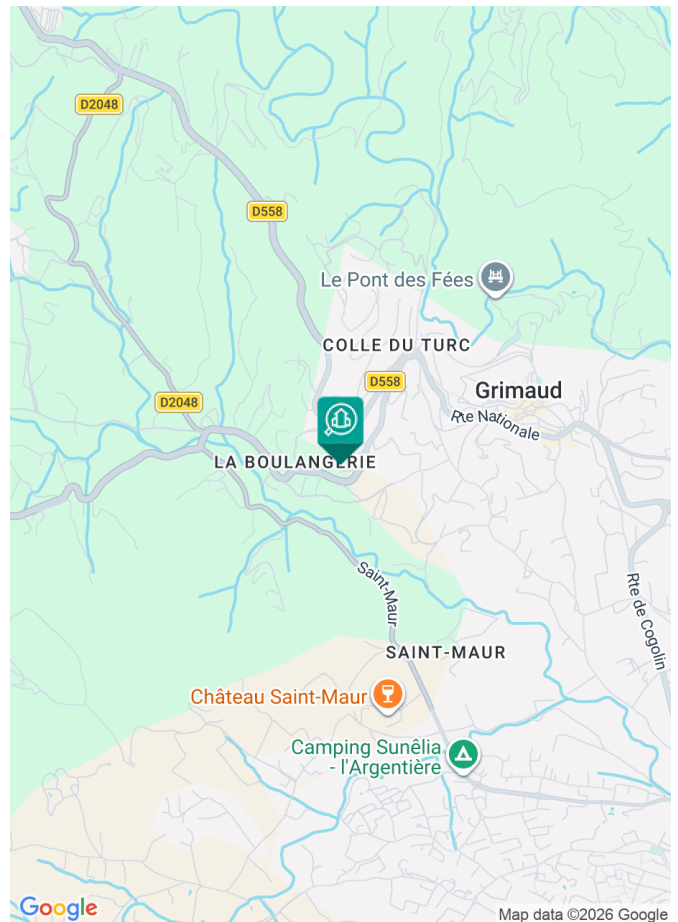 D2048
D558
Le Pont des Fées
COLLE DU TURC
D558
Grimaud
D2048
Rte Nationale
LA BOULANGERIE
Saint-Maur
Rte de Cogolin
SAINT-MAUR
Château Saint-Maur
Camping Sunêlia
- l'Argentière
Google
Map data ©2026 Google